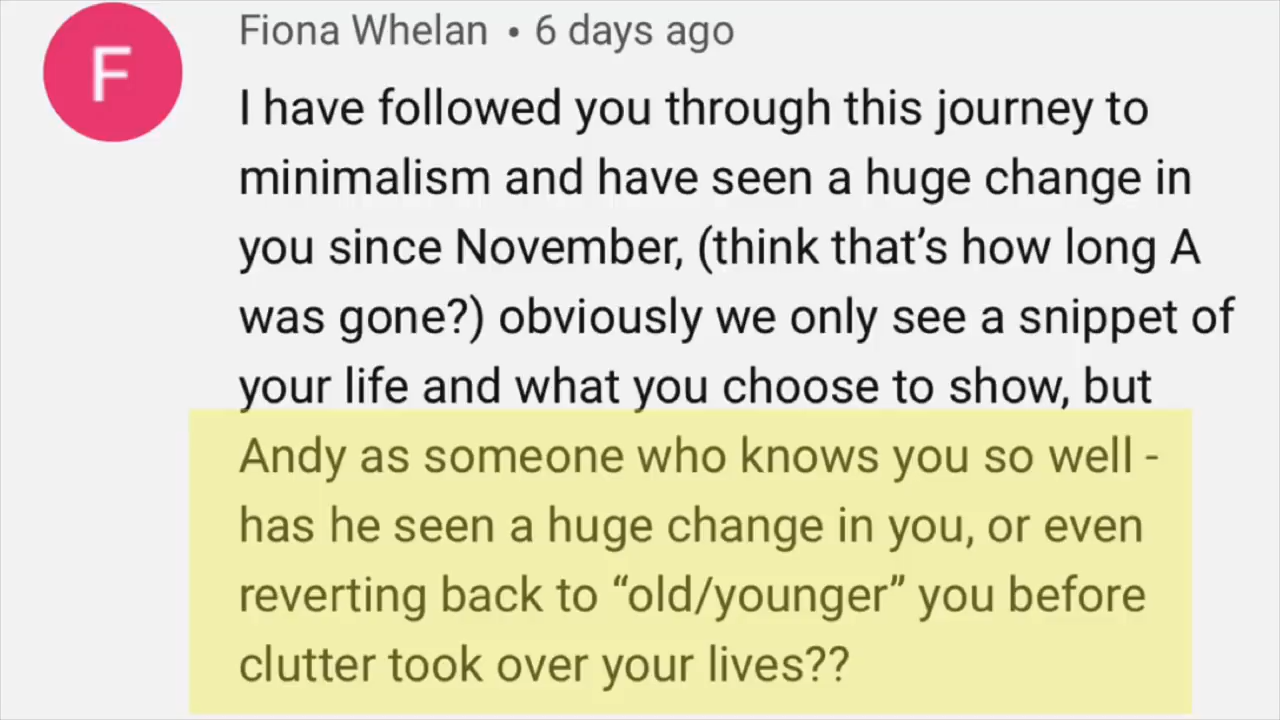 F
Fiona Whelan • 6 days ago
I have followed you through this journey to
minimalism and have seen a huge change in
you since November, (think that’s how long A
was gone?) obviously we only see a snippet of
your life and what you choose to show, but
Andy as someone who knows you so well -
has he seen a huge change in you, or even
reverting back to “old/younger” you before
clutter took over your lives??